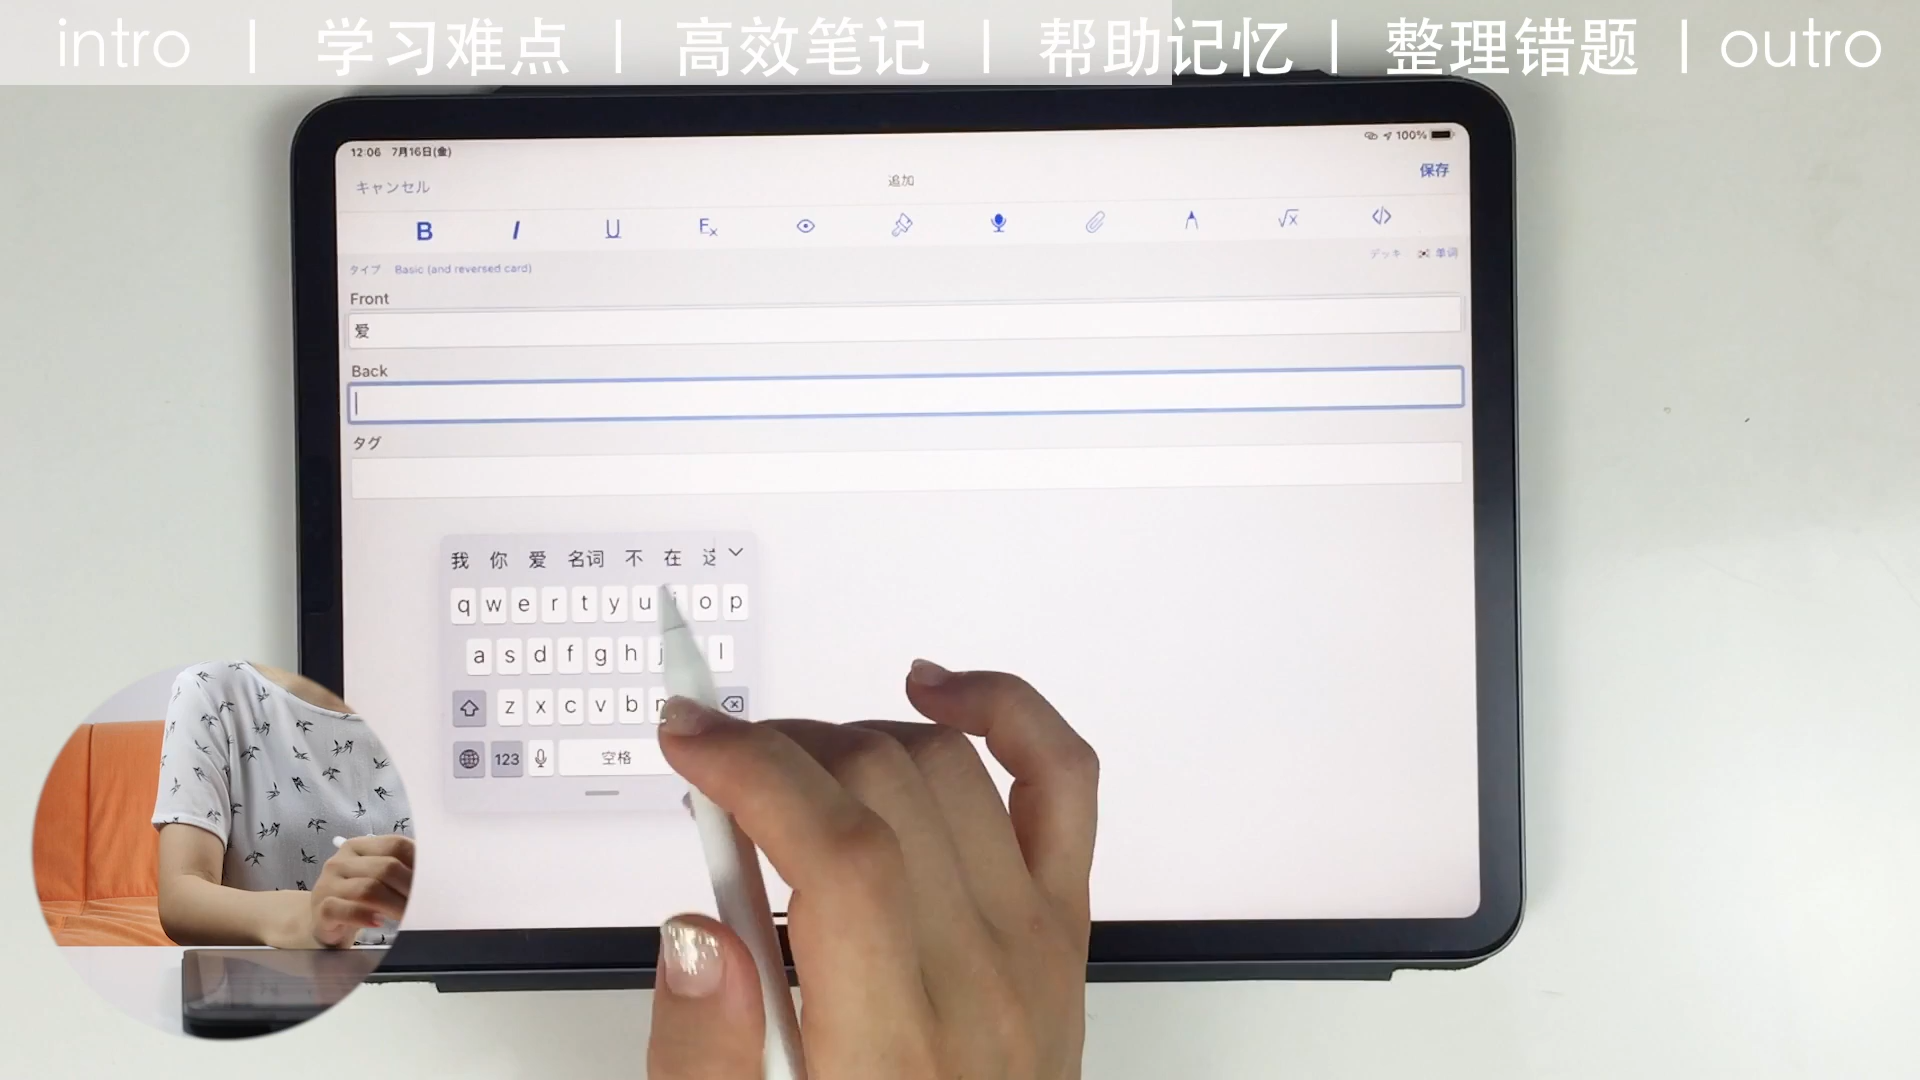 intro | 学习难点 | 高效笔记 | 帮助记忆 | 整理错题 | outro
12:06 7月16日(金) 100%
キャンセル 追加 保存
B I U Ex √x </>
タイプ Basic (and reversed card) デッキ 🇰🇷 单词
Front
爱
Back
タグ
我 你 爱 名词 不 在
q w e r t y u o p
a s d f g h j l
z x c v b
123 空格